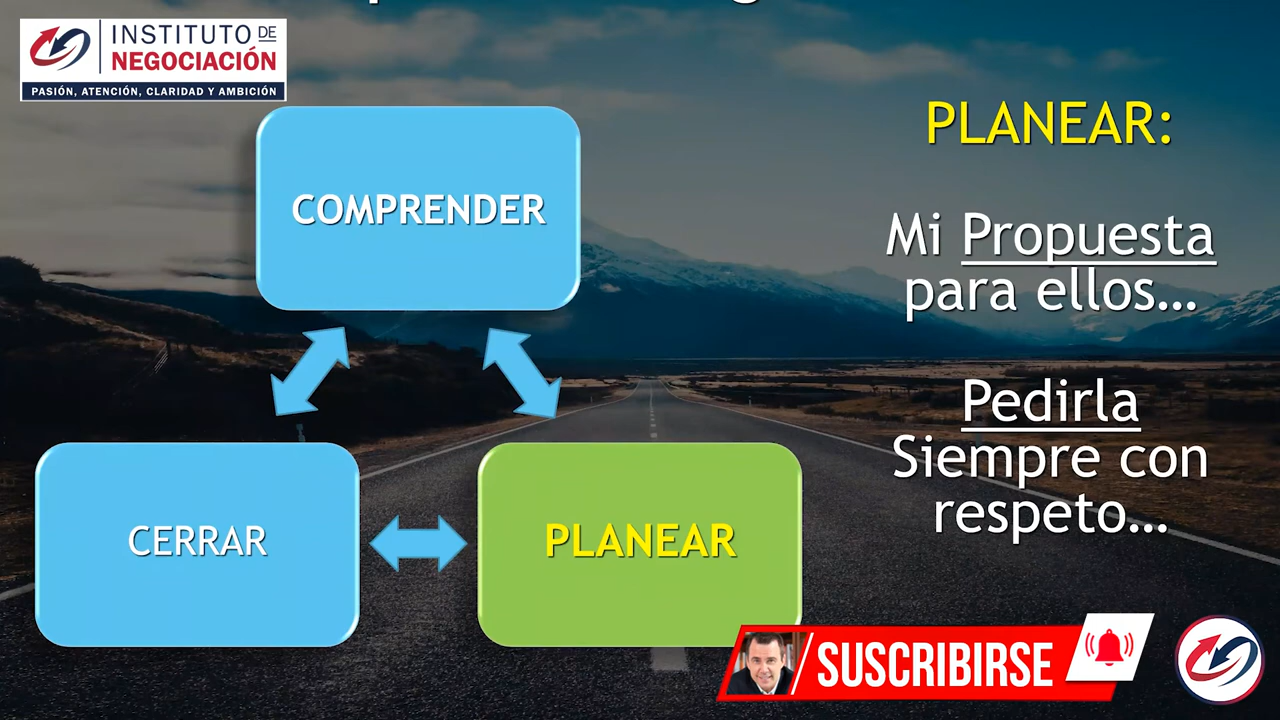 INSTITUTO DE
NEGOCIACIÓN
PASIÓN, ATENCIÓN, CLARIDAD Y AMBICIÓN
COMPRENDER
CERRAR
PLANEAR
PLANEAR:
Mi Propuesta
para ellos...
Pedirla
Siempre con
respeto...
SUSCRIBIRSE